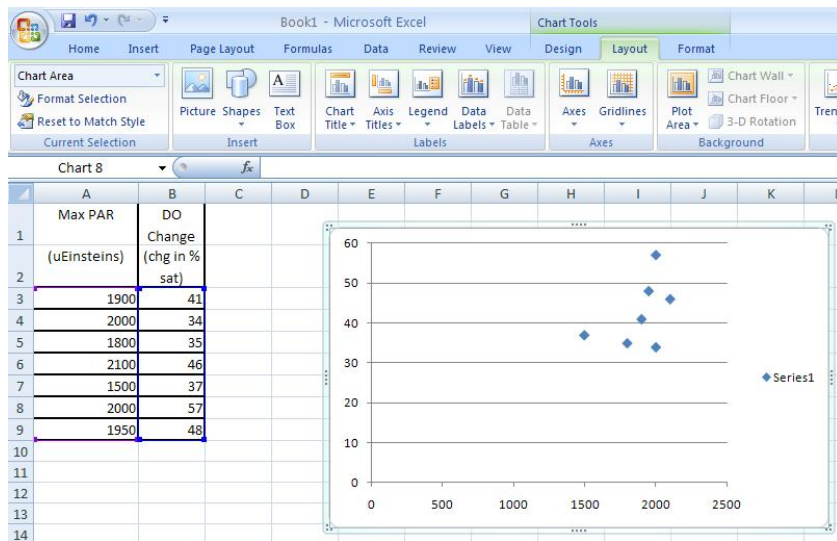 Book1 - Microsoft Excel
Chart Tools
Home Insert Page Layout Formulas Data Review View Design Layout Format
Chart Area
Format Selection
Reset to Match Style
Current Selection
Picture Shapes Text Box
Insert
Chart Title Axis Titles Legend Data Labels Data Table
Labels
Axes Gridlines
Axes
Plot Area
Chart Wall
Chart Floor
3-D Rotation
Background
Chart 8
fx
A B C D E F G H I J K
1 Max PAR DO Change
2 (uEinsteins) (chg in % sat)
3 1900 41
4 2000 34
5 1800 35
6 2100 46
7 1500 37
8 2000 57
9 1950 48
10
11
12
13
14
60
50
40
30
20
10
0
0 500 1000 1500 2000 2500
Series1